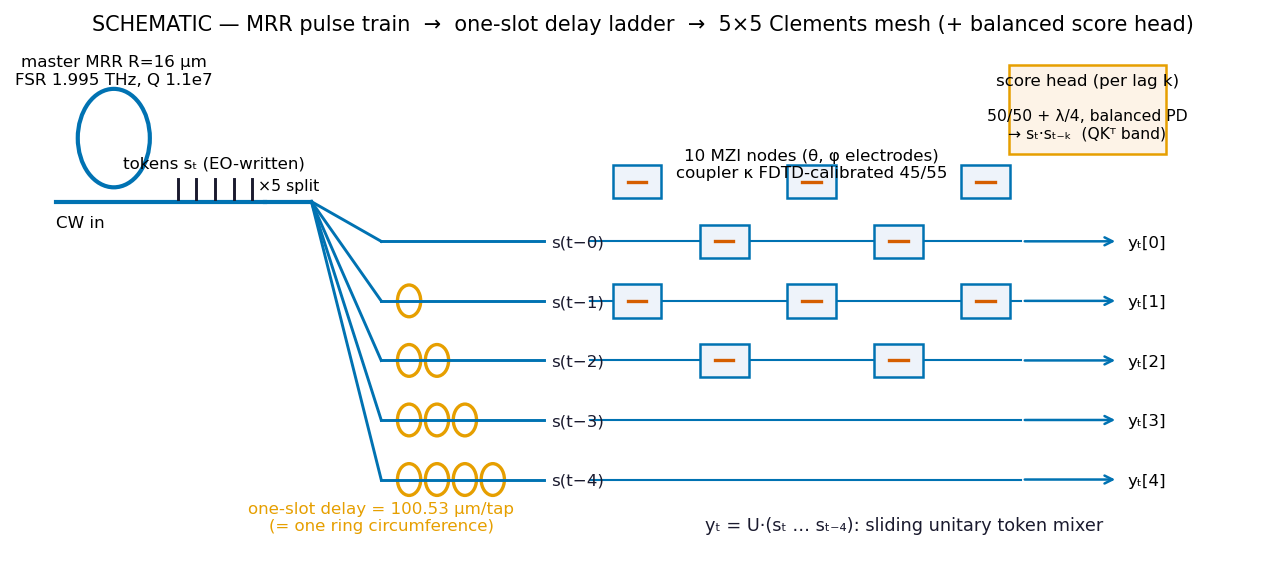 SCHEMATIC — MRR pulse train → one-slot delay ladder → 5×5 Clements mesh (+ balanced score head)
master MRR R=16 μm
FSR 1.995 THz, Q 1.1e7
tokens sₜ (EO-written)
×5 split
CW in
score head (per lag k)
50/50 + λ/4, balanced PD
→ sₜ·sₜ₋ₖ (QKᵀ band)
10 MZI nodes (θ, φ electrodes)
coupler κ FDTD-calibrated 45/55
s(t−0)
yₜ[0]
s(t−1)
yₜ[1]
s(t−2)
yₜ[2]
s(t−3)
yₜ[3]
s(t−4)
yₜ[4]
one-slot delay = 100.53 μm/tap
(= one ring circumference)
yₜ = U·(sₜ … sₜ₋₄): sliding unitary token mixer